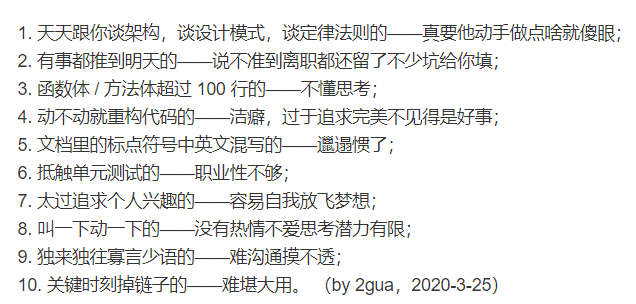 1. 天天跟你谈架构，谈设计模式，谈定律法则的——真要他动手做点啥就傻眼；
2. 有事都推到明天的——说不准到离职都还留了不少坑给你填；
3. 函数体 / 方法体超过 100 行的——不懂思考；
4. 动不动就重构代码的——洁癖，过于追求完美不见得是好事；
5. 文档里的标点符号中英文混写的——邋遢惯了；
6. 抵触单元测试的——职业性不够；
7. 太过追求个人兴趣的——容易自我放飞梦想；
8. 叫一下动一下的——没有热情不爱思考潜力有限；
9. 独来独往寡言少语的——难沟通摸不透；
10. 关键时刻掉链子的——难堪大用。 （by 2gua，2020-3-25）